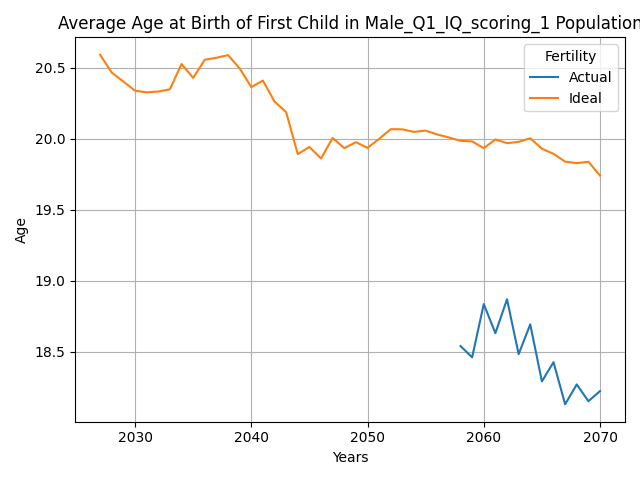 Average Age at Birth of First Child in Male_Q1_IQ_scoring_1 Population
Fertility
Actual
Ideal
20.5
20.0
19.5
19.0
18.5
Age
2030 2040 2050 2060 2070
Years